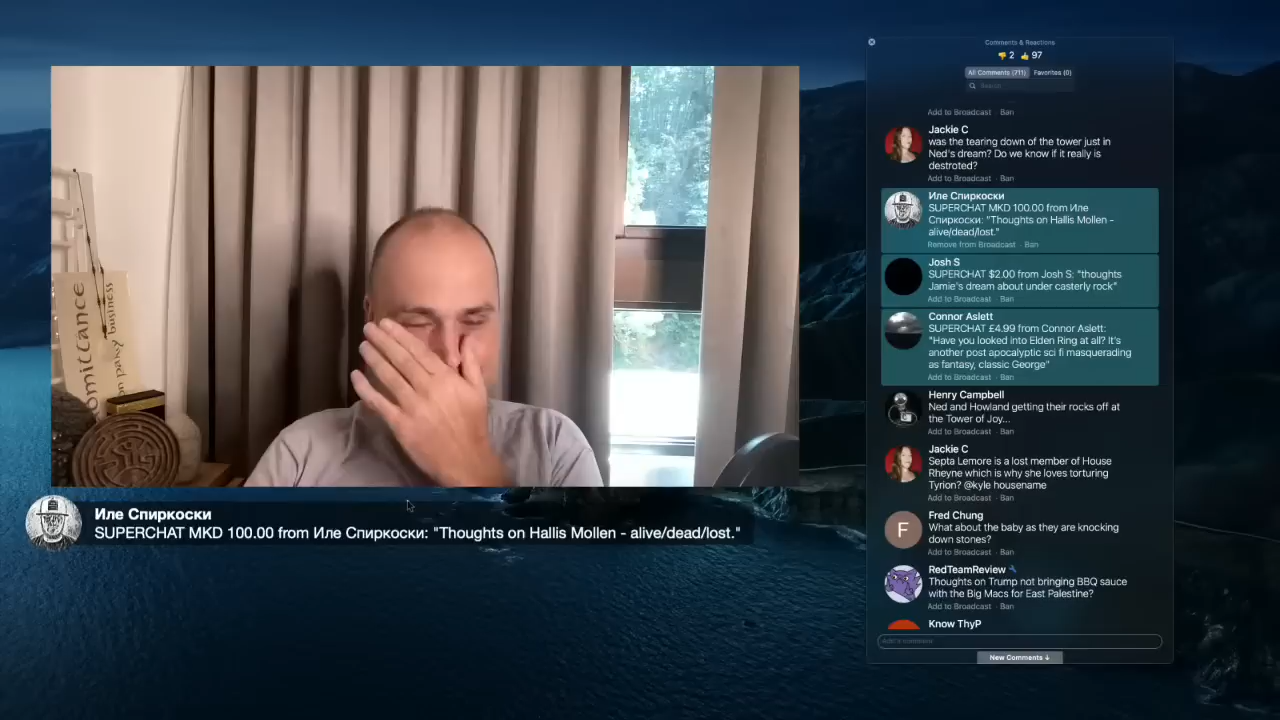 omittance
on paky
business
Иле Спиркоски
SUPERCHAT MKD 100.00 from Иле Спиркоски: "Thoughts on Hallis Mollen - alive/dead/lost."
Comments & Reactions
👎 2 👍 97
All Comments (711) Favorites (0)
Search
Add to Broadcast · Ban
Jackie C
was the tearing down of the tower just in
Ned's dream? Do we know if it really is
destroted?
Add to Broadcast · Ban
Иле Спиркоски
SUPERCHAT MKD 100.00 from Иле
Спиркоски: "Thoughts on Hallis Mollen -
alive/dead/lost."
Remove from Broadcast · Ban
Josh S
SUPERCHAT $2.00 from Josh S: "thoughts
Jamie's dream about under casterly rock"
Add to Broadcast · Ban
Connor Aslett
SUPERCHAT £4.99 from Connor Aslett:
"Have you looked into Elden Ring at all? It's
another post apocalyptic sci fi masquerading
as fantasy, classic George"
Add to Broadcast · Ban
Henry Campbell
Ned and Howland getting their rocks off at
the Tower of Joy...
Add to Broadcast · Ban
Jackie C
Septa Lemore is a lost member of House
Rheyne which is why she loves torturing
Tyrion? @kyle housename
Add to Broadcast · Ban
F
Fred Chung
What about the baby as they are knocking
down stones?
Add to Broadcast · Ban
RedTeamReview
Thoughts on Trump not bringing BBQ sauce
with the Big Macs for East Palestine?
Add to Broadcast · Ban
Know ThyP
Add a comment
New Comments ↓